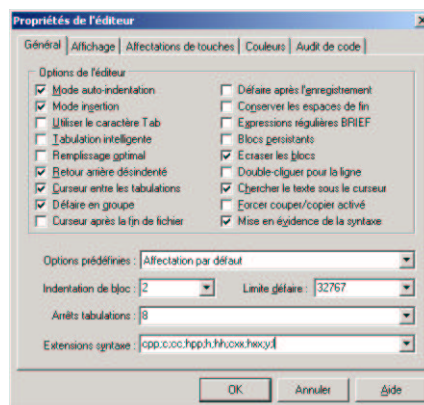 Propriétés de l'éditeur
Général Affichage Affectations de touches Couleurs Audit de code
Options de l'éditeur
Mode auto-indentation Défaire après l'enregistrement
Mode insertion Conserver les espaces de fin
Utiliser le caractère Tab Expressions régulières BRIEF
Tabulation intelligente Blocs persistants
Remplissage optimal Ecraser les blocs
Retour arrière désindenté Double-cliquer pour la ligne
Curseur entre les tabulations Chercher le texte sous le curseur
Défaire en groupe Forcer couper/copier activé
Curseur après la fin de fichier Mise en évidence de la syntaxe
Options prédéfinies : Affectation par défaut
Indentation de bloc : 2 Limite défaire : 32767
Arrêts tabulations : 8
Extensions syntaxe : cpp;c;cc;hpp;h;hh;cxx;hxx;y;l
OK Annuler Aide